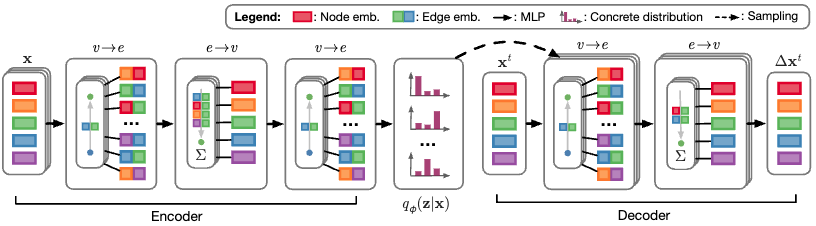 Legend: : Node emb. : Edge emb. : MLP : Concrete distribution : Sampling
x v→e e→v v→e x^t v→e e→v Δx^t
...
...
...
...
Σ Σ
q_ϕ(z|x)
Encoder Decoder